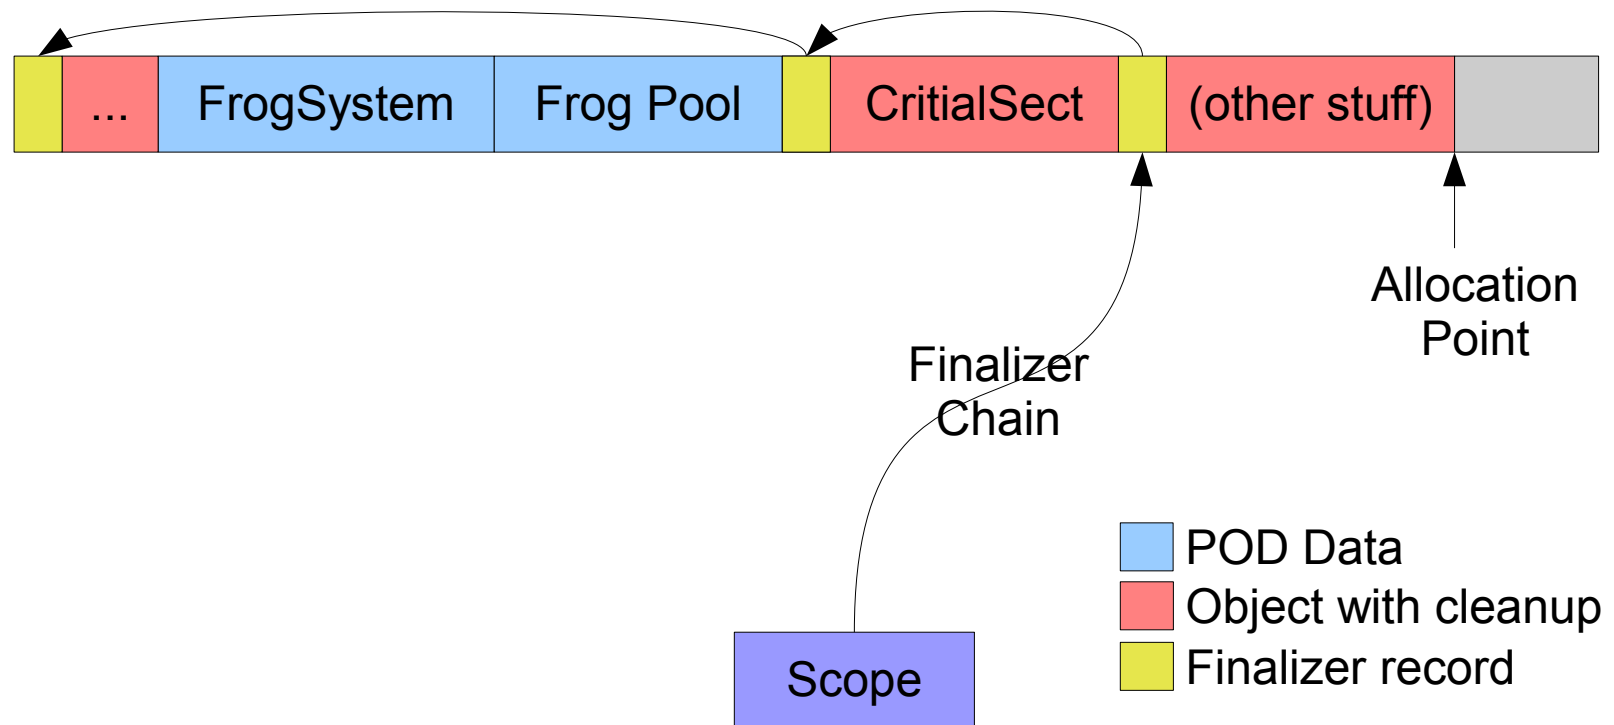 ...
FrogSystem
Frog Pool
CritialSect
(other stuff)
Allocation
Point
Finalizer
Chain
POD Data
Object with cleanup
Finalizer record
Scope